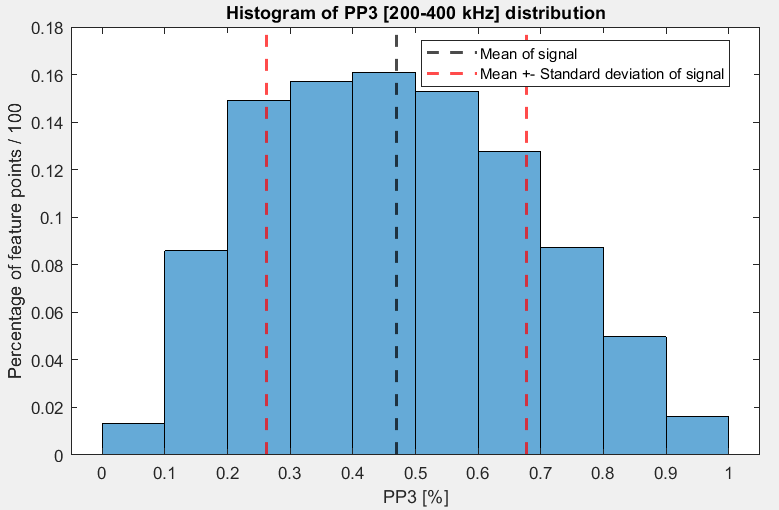 Histogram of PP3 [200-400 kHz] distribution
Mean of signal
Mean +- Standard deviation of signal
Percentage of feature points / 100
0.18
0.16
0.14
0.12
0.1
0.08
0.06
0.04
0.02
0
0 0.1 0.2 0.3 0.4 0.5 0.6 0.7 0.8 0.9 1
PP3 [%]